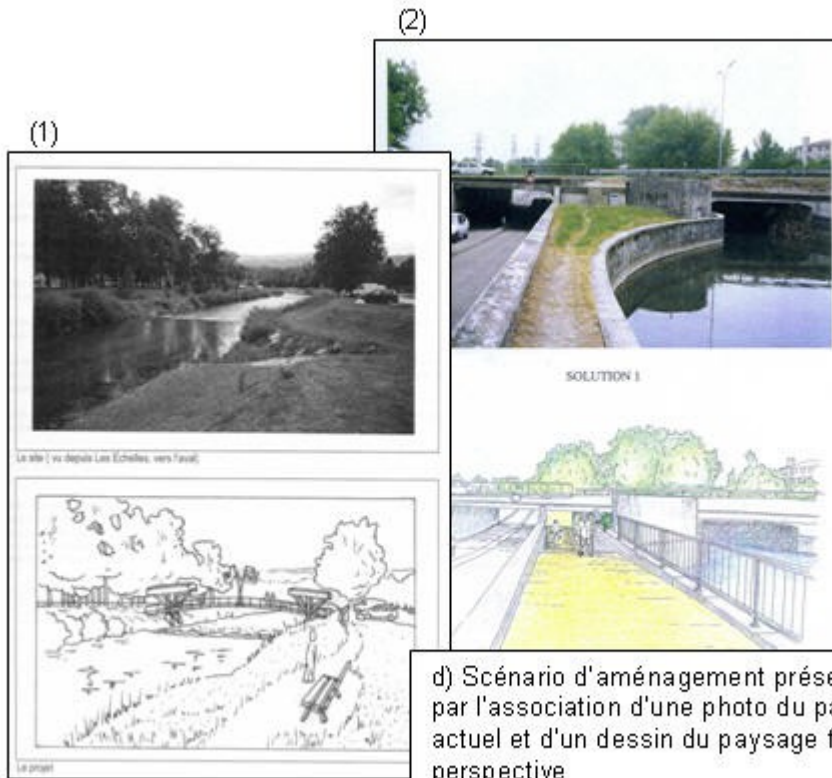 (2)
(1)
SOLUTION 1
Le site ( vu depuis Les Echelles, vers l'aval)
Le projet
d) Scénario d'aménagement prése
par l'association d'une photo du pa
actuel et d'un dessin du paysage f
perspective